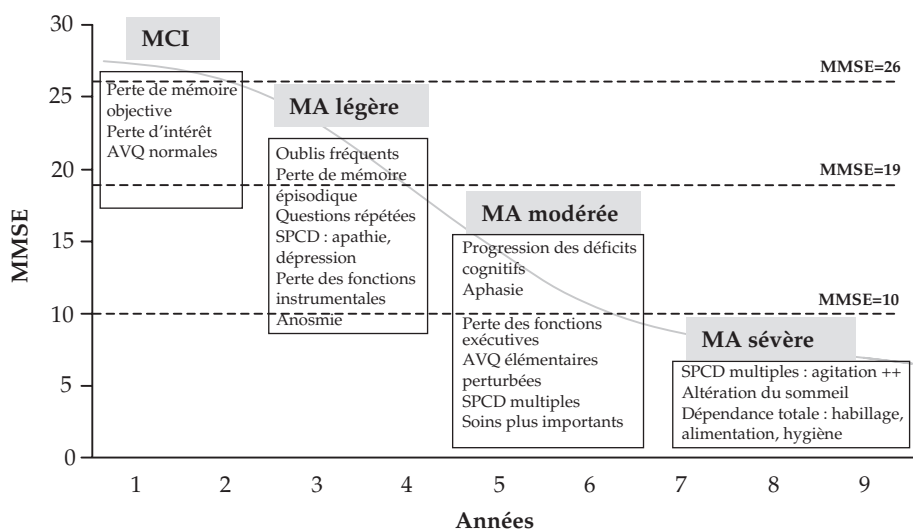 MMSE
30
25
20
15
10
5
0
MCI
Perte de mémoire
objective
Perte d'intérêt
AVQ normales
MA légère
Oublis fréquents
Perte de mémoire
épisodique
Questions répétées
SPCD : apathie,
dépression
Perte des fonctions
instrumentales
Anosmie
MA modérée
Progression des déficits
cognitifs
Aphasie
Perte des fonctions
exécutives
AVQ élémentaires
perturbées
SPCD multiples
Soins plus importants
MA sévère
SPCD multiples : agitation ++
Altération du sommeil
Dépendance totale : habillage,
alimentation, hygiène
MMSE=26
MMSE=19
MMSE=10
1 2 3 4 5 6 7 8 9
Années